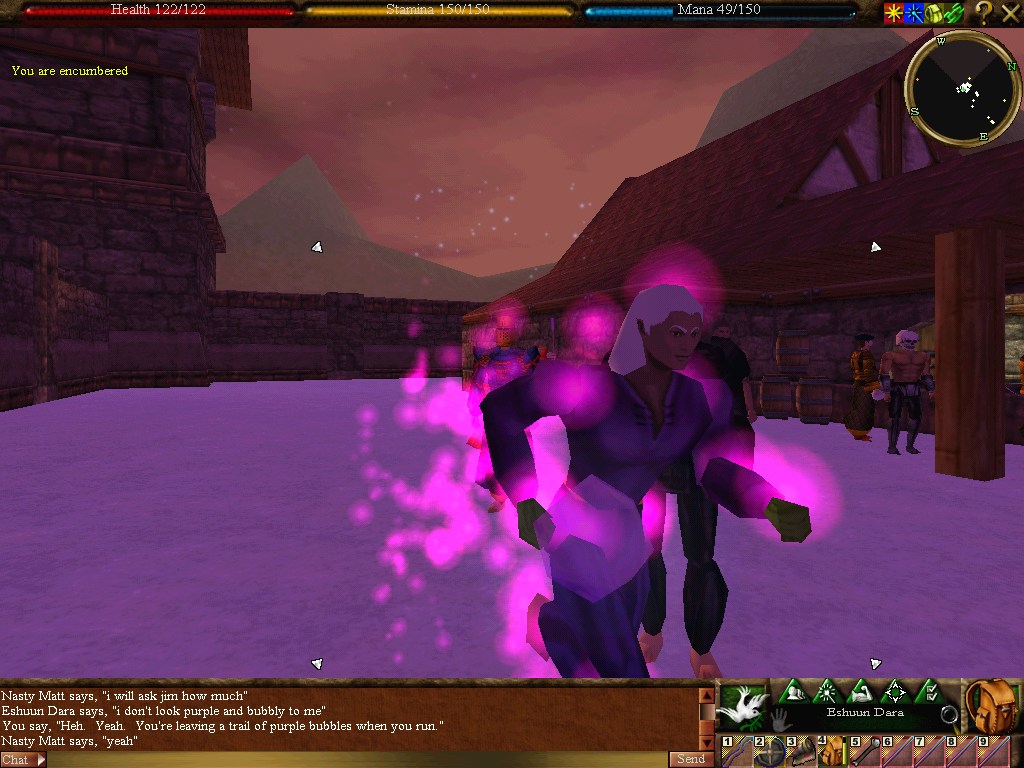 Health 122/122
Stamina 150/150
Mana 49/150
You are encumbered
W
N
S
E
Nasty Matt says, "i will ask jim how much"
Eshuun Dara says, "i don't look purple and bubbly to me"
You say, "Heh.  Yeah.  You're leaving a trail of purple bubbles when you run."
Nasty Matt says, "yeah"
Chat
Send
Eshuun Dara
1 2 3 4 5 6 7 8 9